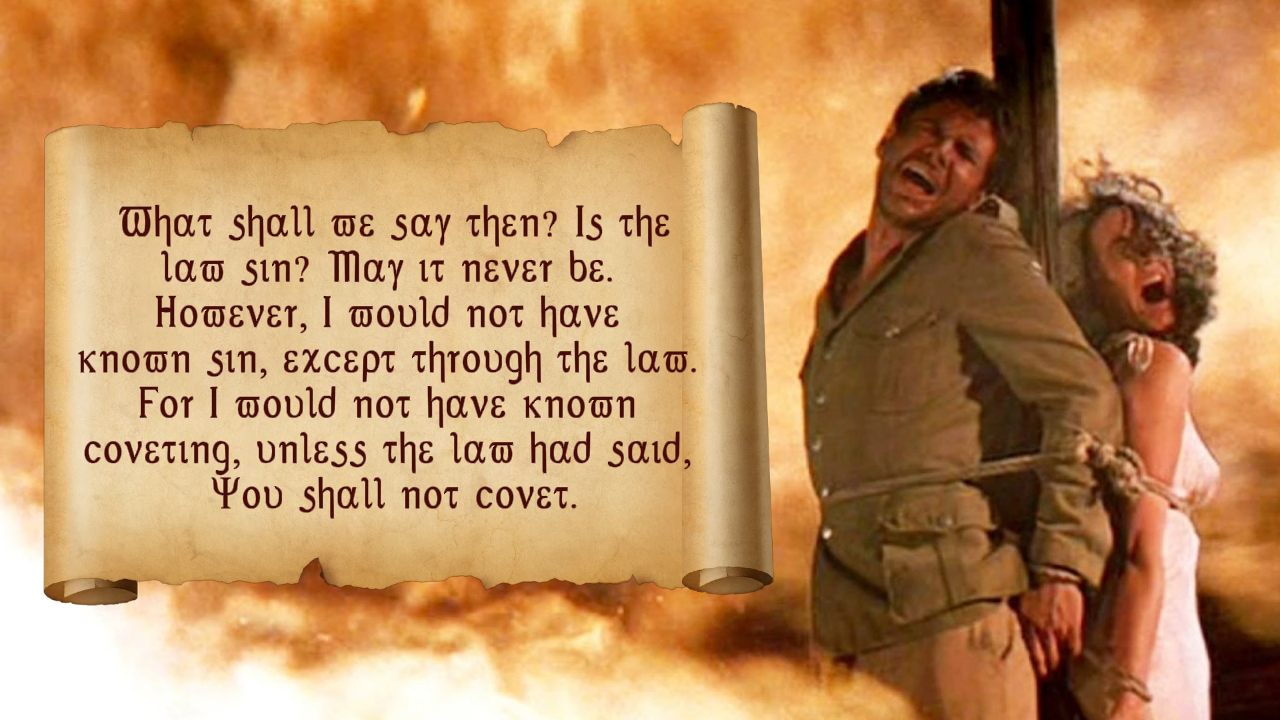 What shall we say then? Is the
law sin? May it never be.
However, I would not have
known sin, except through the law.
For I would not have known
coveting, unless the law had said,
You shall not covet.